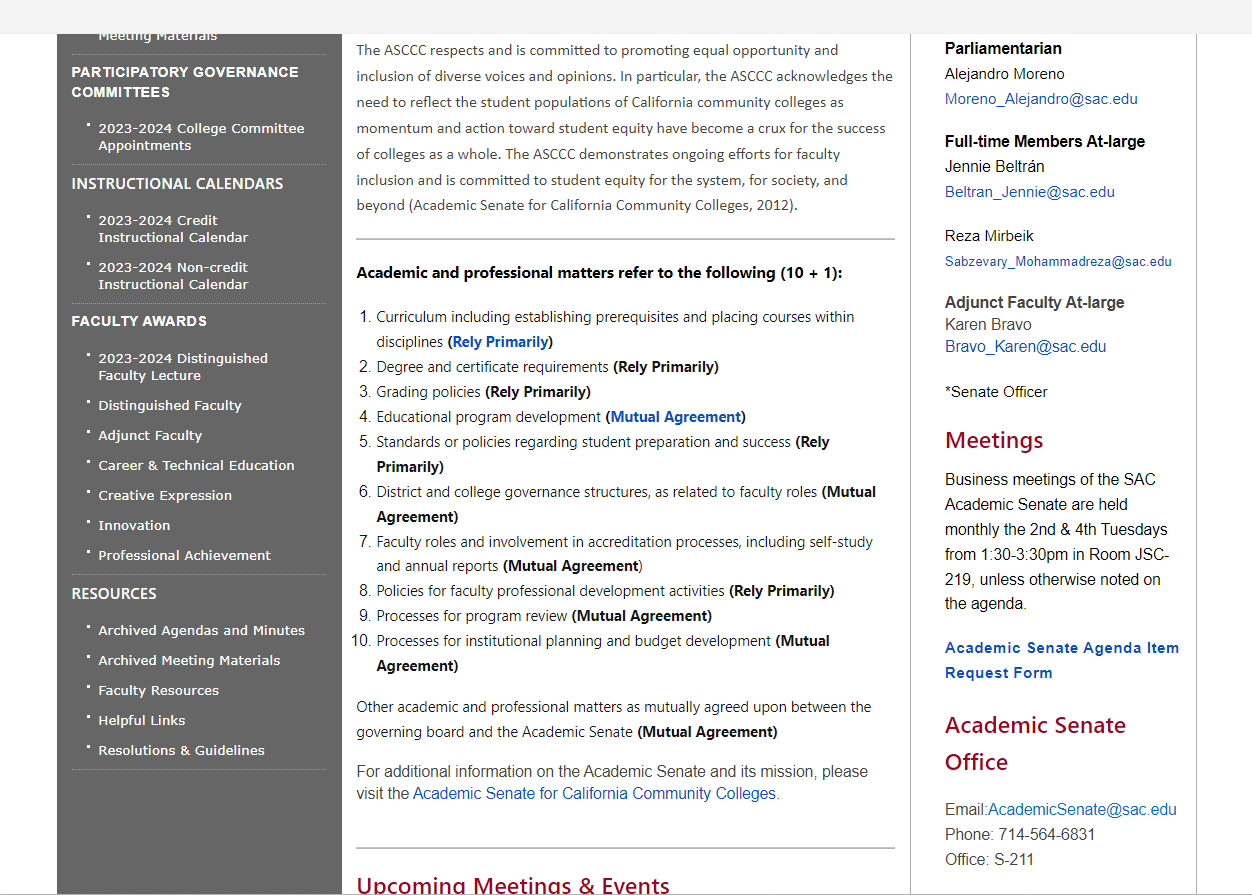 Meeting Materials
PARTICIPATORY GOVERNANCE
COMMITTEES
2023-2024 College Committee
Appointments
INSTRUCTIONAL CALENDARS
2023-2024 Credit
Instructional Calendar
2023-2024 Non-credit
Instructional Calendar
FACULTY AWARDS
2023-2024 Distinguished
Faculty Lecture
Distinguished Faculty
Adjunct Faculty
Career & Technical Education
Creative Expression
Innovation
Professional Achievement
RESOURCES
Archived Agendas and Minutes
Archived Meeting Materials
Faculty Resources
Helpful Links
Resolutions & Guidelines
The ASCCC respects and is committed to promoting equal opportunity and
inclusion of diverse voices and opinions. In particular, the ASCCC acknowledges the
need to reflect the student populations of California community colleges as
momentum and action toward student equity have become a crux for the success
of colleges as a whole. The ASCCC demonstrates ongoing efforts for faculty
inclusion and is committed to student equity for the system, for society, and
beyond (Academic Senate for California Community Colleges, 2012).
Academic and professional matters refer to the following (10 + 1):
1. Curriculum including establishing prerequisites and placing courses within
disciplines (Rely Primarily)
2. Degree and certificate requirements (Rely Primarily)
3. Grading policies (Rely Primarily)
4. Educational program development (Mutual Agreement)
5. Standards or policies regarding student preparation and success (Rely
Primarily)
6. District and college governance structures, as related to faculty roles (Mutual
Agreement)
7. Faculty roles and involvement in accreditation processes, including self-study
and annual reports (Mutual Agreement)
8. Policies for faculty professional development activities (Rely Primarily)
9. Processes for program review (Mutual Agreement)
10. Processes for institutional planning and budget development (Mutual
Agreement)
Other academic and professional matters as mutually agreed upon between the
governing board and the Academic Senate (Mutual Agreement)
For additional information on the Academic Senate and its mission, please
visit the Academic Senate for California Community Colleges.
Upcoming Meetings & Events
Parliamentarian
Alejandro Moreno
Moreno_Alejandro@sac.edu
Full-time Members At-large
Jennie Beltrán
Beltran_Jennie@sac.edu
Reza Mirbeik
Sabzevary_Mohammadreza@sac.edu
Adjunct Faculty At-large
Karen Bravo
Bravo_Karen@sac.edu
*Senate Officer
Meetings
Business meetings of the SAC
Academic Senate are held
monthly the 2nd & 4th Tuesdays
from 1:30-3:30pm in Room JSC-
219, unless otherwise noted on
the agenda.
Academic Senate Agenda Item
Request Form
Academic Senate
Office
Email:AcademicSenate@sac.edu
Phone: 714-564-6831
Office: S-211